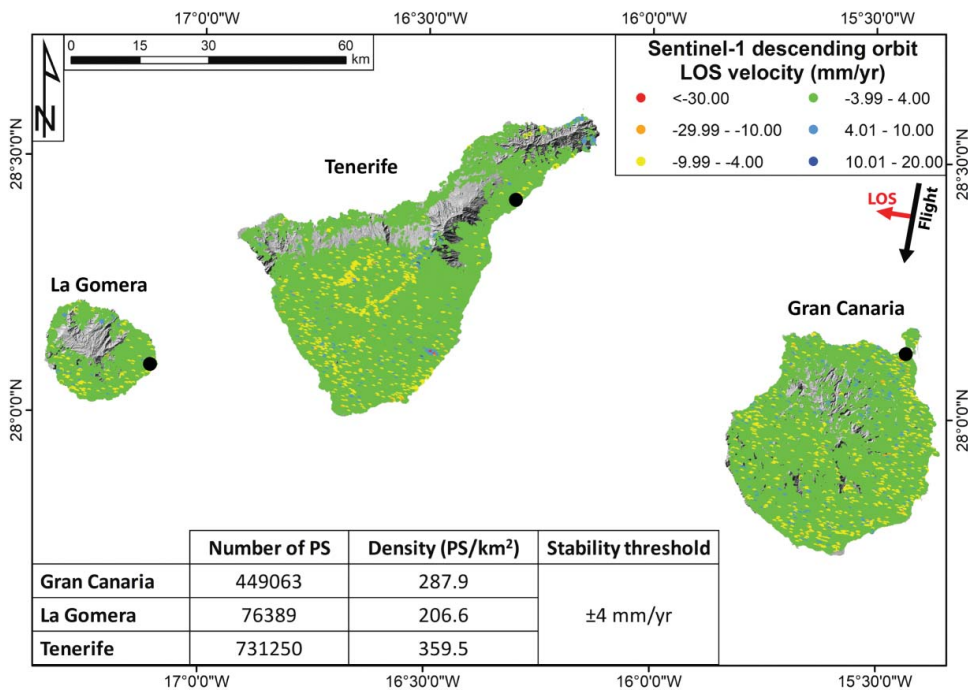 17°0'0"W 16°30'0"W 16°0'0"W 15°30'0"W
0 15 30 60
km
N
Sentinel-1 descending orbit
LOS velocity (mm/yr)
<-30.00 -3.99 - 4.00
-29.99 - -10.00 4.01 - 10.00
-9.99 - -4.00 10.01 - 20.00
28°30'0"N 28°30'0"N
Tenerife
LOS
Flight
La Gomera
Gran Canaria
28°0'0"N 28°0'0"N
Number of PS Density (PS/km²) Stability threshold
Gran Canaria 449063 287.9
La Gomera 76389 206.6 ±4 mm/yr
Tenerife 731250 359.5
17°0'0"W 16°30'0"W 16°0'0"W 15°30'0"W